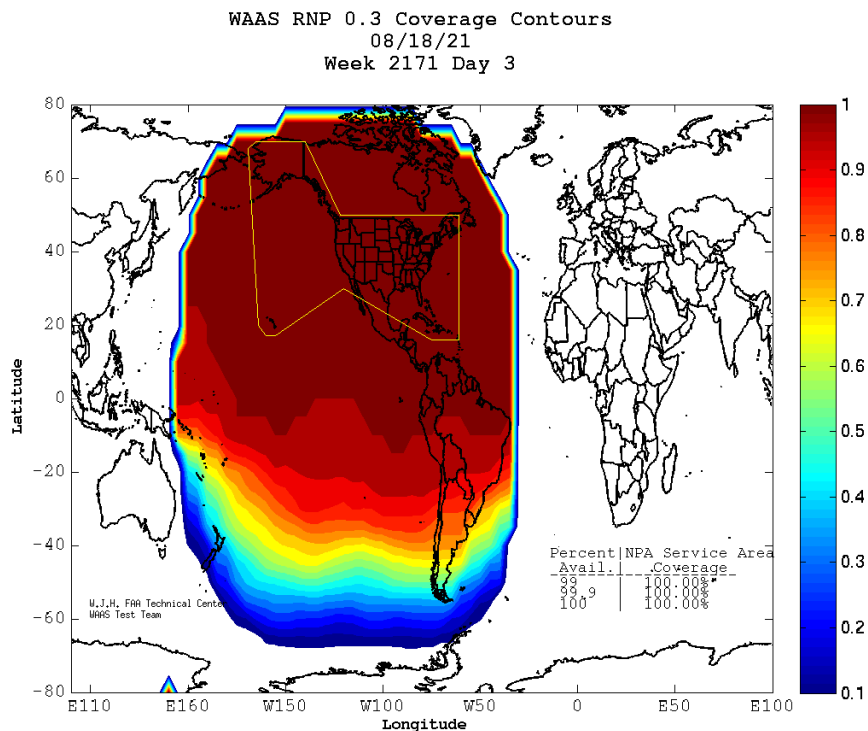 WAAS RNP 0.3 Coverage Contours
08/18/21
Week 2171 Day 3
80
60
40
20
0
-20
-40
-60
-80
Latitude
E110
E160
W150
W100
W50
0
E50
E100
Longitude
1
0.9
0.8
0.7
0.6
0.5
0.4
0.3
0.2
0.1
Percent|NPA Service Area
Avail.| Coverage
99 | 100.00%
99.9 | 100.00%
100 | 100.00%
W.J.H. FAA Technical Center
WAAS Test Team